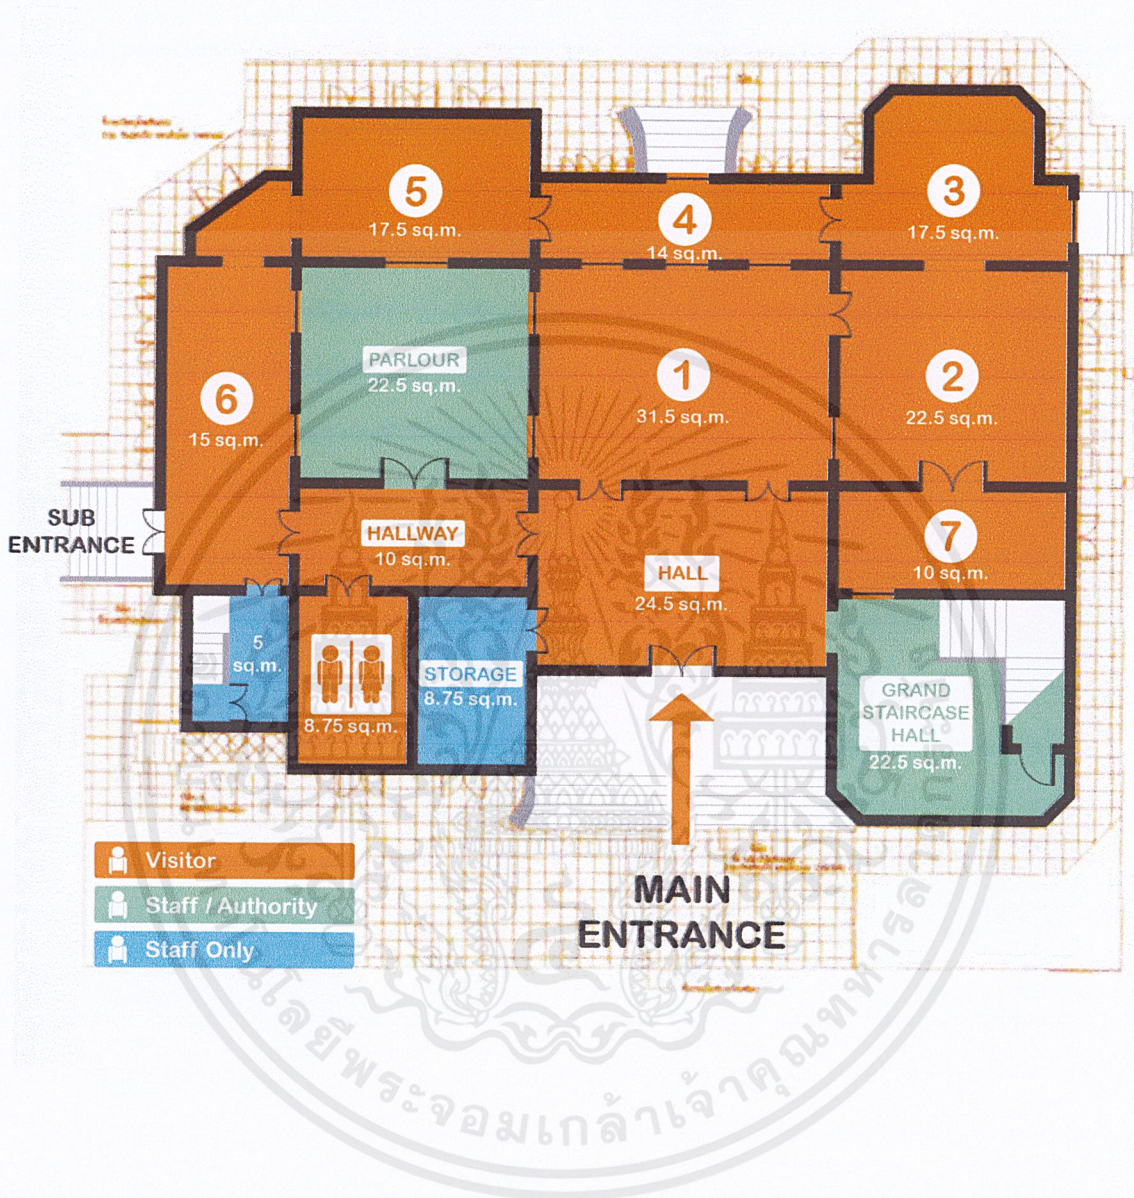 5
17.5 sq.m.
4
14 sq.m.
3
17.5 sq.m.
PARLOUR
22.5 sq.m.
6
15 sq.m.
1
31.5 sq.m.
2
22.5 sq.m.
SUB
ENTRANCE
HALLWAY
10 sq.m.
HALL
24.5 sq.m.
7
10 sq.m.
5
sq.m.
8.75 sq.m.
STORAGE
8.75 sq.m.
GRAND
STAIRCASE
HALL
22.5 sq.m.
Visitor
Staff / Authority
Staff Only
MAIN
ENTRANCE